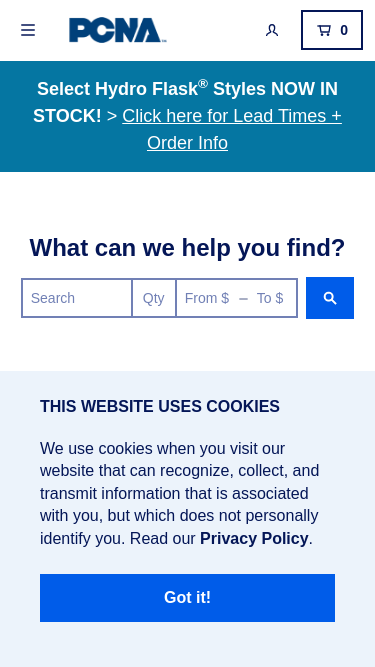 PCNA
0
Select Hydro Flask® Styles NOW IN
STOCK! > Click here for Lead Times +
Order Info
What can we help you find?
Search Qty From $ – To $
THIS WEBSITE USES COOKIES
We use cookies when you visit our
website that can recognize, collect, and
transmit information that is associated
with you, but which does not personally
identify you. Read our Privacy Policy.
Got it!